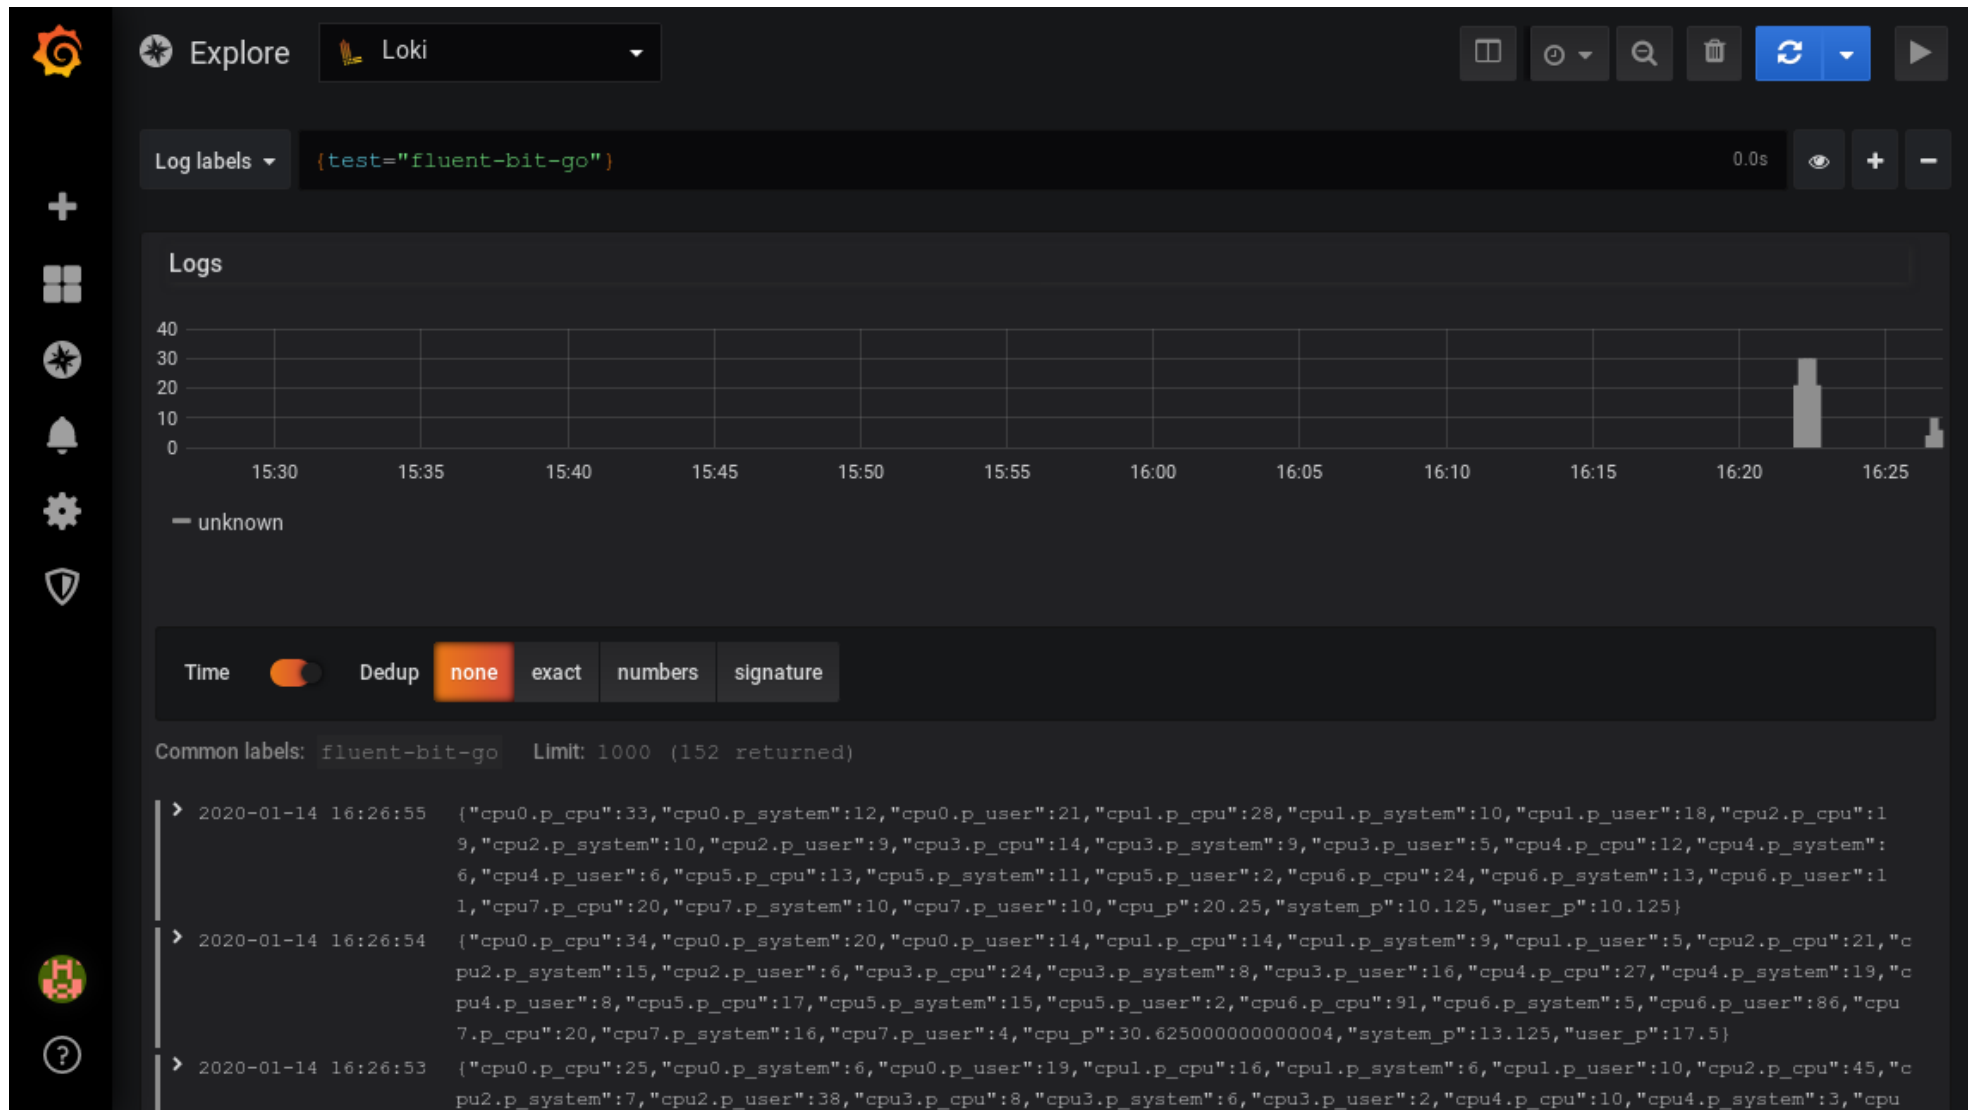 Explore
Loki
Log labels
{test="fluent-bit-go"}
0.0s
Logs
40
30
20
10
0
15:30 15:35 15:40 15:45 15:50 15:55 16:00 16:05 16:10 16:15 16:20 16:25
unknown
Time Dedup none exact numbers signature
Common labels: fluent-bit-go Limit: 1000 (152 returned)
2020-01-14 16:26:55 {"cpu0.p_cpu":33,"cpu0.p_system":12,"cpu0.p_user":21,"cpu1.p_cpu":28,"cpu1.p_system":10,"cpu1.p_user":18,"cpu2.p_cpu":1
9,"cpu2.p_system":10,"cpu2.p_user":9,"cpu3.p_cpu":14,"cpu3.p_system":9,"cpu3.p_user":5,"cpu4.p_cpu":12,"cpu4.p_system":
6,"cpu4.p_user":6,"cpu5.p_cpu":13,"cpu5.p_system":11,"cpu5.p_user":2,"cpu6.p_cpu":24,"cpu6.p_system":13,"cpu6.p_user":1
1,"cpu7.p_cpu":20,"cpu7.p_system":10,"cpu7.p_user":10,"cpu_p":20.25,"system_p":10.125,"user_p":10.125}
2020-01-14 16:26:54 {"cpu0.p_cpu":34,"cpu0.p_system":20,"cpu0.p_user":14,"cpu1.p_cpu":14,"cpu1.p_system":9,"cpu1.p_user":5,"cpu2.p_cpu":21,"c
pu2.p_system":15,"cpu2.p_user":6,"cpu3.p_cpu":24,"cpu3.p_system":8,"cpu3.p_user":16,"cpu4.p_cpu":27,"cpu4.p_system":19,"c
pu4.p_user":8,"cpu5.p_cpu":17,"cpu5.p_system":15,"cpu5.p_user":2,"cpu6.p_cpu":91,"cpu6.p_system":5,"cpu6.p_user":86,"cpu
7.p_cpu":20,"cpu7.p_system":16,"cpu7.p_user":4,"cpu_p":30.625000000000004,"system_p":13.125,"user_p":17.5}
2020-01-14 16:26:53 {"cpu0.p_cpu":25,"cpu0.p_system":6,"cpu0.p_user":19,"cpu1.p_cpu":16,"cpu1.p_system":6,"cpu1.p_user":10,"cpu2.p_cpu":45,"c
pu2.p_system":7,"cpu2.p_user":38,"cpu3.p_cpu":8,"cpu3.p_system":6,"cpu3.p_user":2,"cpu4.p_cpu":10,"cpu4.p_system":3,"cpu